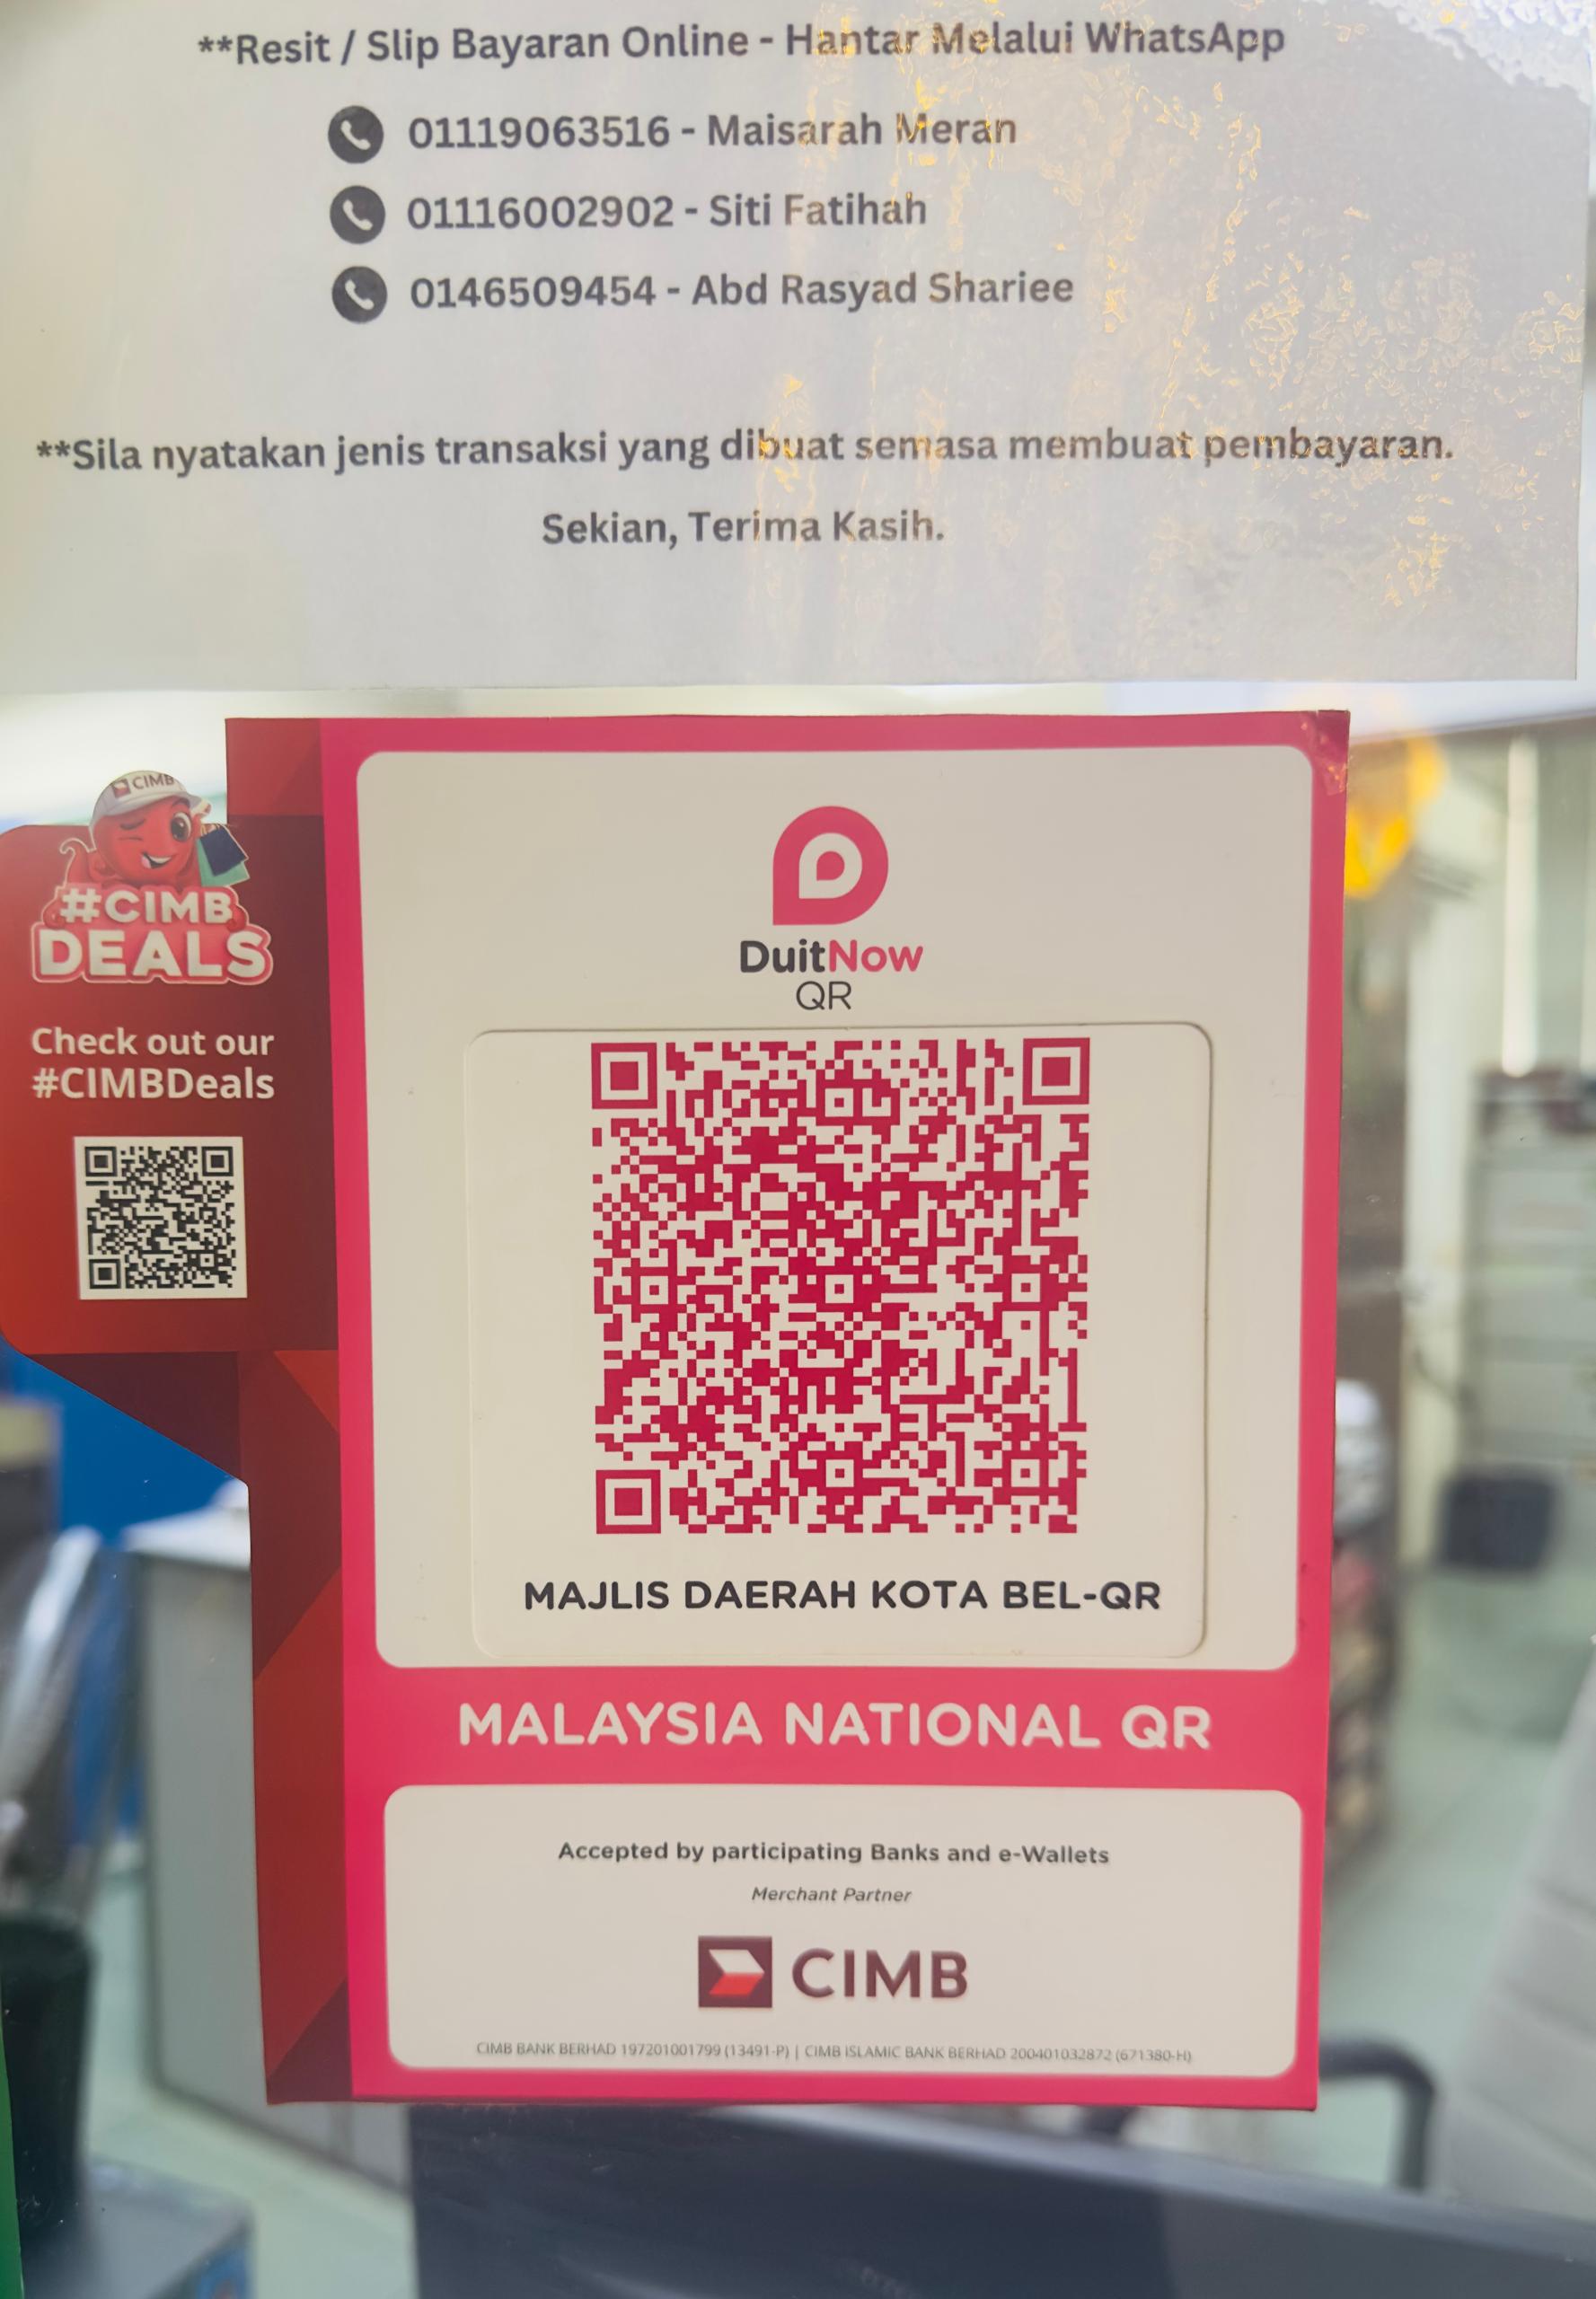 **Resit / Slip Bayaran Online - Hantar Melalui WhatsApp
01119063516 - Maisarah Meran
01116002902 - Siti Fatihah
0146509454 - Abd Rasyad Shariee
**Sila nyatakan jenis transaksi yang dibuat semasa membuat pembayaran.
Sekian, Terima Kasih.
CIMB
#CIMB
DEALS
Check out our
#CIMBDeals
DuitNow
QR
MAJLIS DAERAH KOTA BEL-QR
MALAYSIA NATIONAL QR
Accepted by participating Banks and e-Wallets
Merchant Partner
CIMB
CIMB BANK BERHAD 197201001799 (13491-P) | CIMB ISLAMIC BANK BERHAD 200401032872 (671380-H)